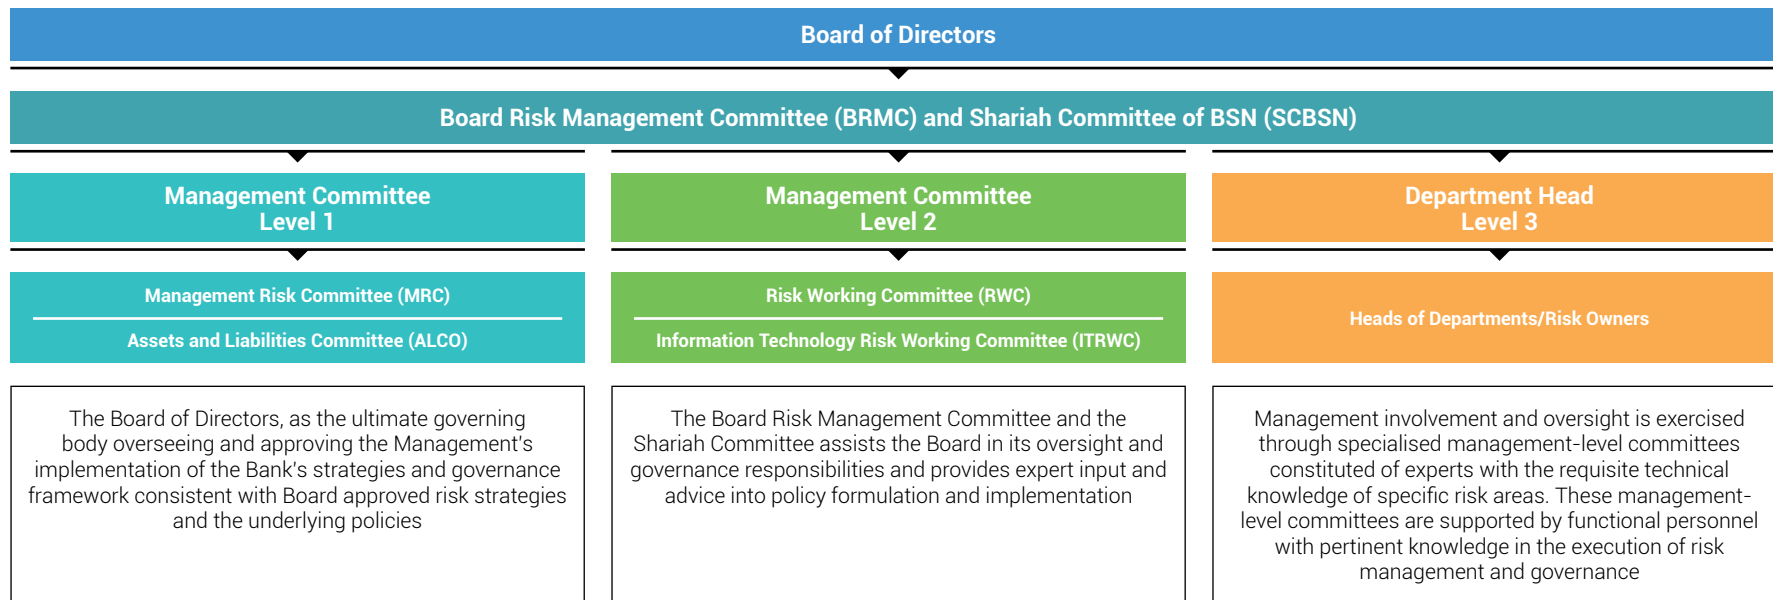 Board of Directors
Board Risk Management Committee (BRMC) and Shariah Committee of BSN (SCBSN)
Management Committee
Level 1
Management Committee
Level 2
Department Head
Level 3
Management Risk Committee (MRC)
Assets and Liabilities Committee (ALCO)
Risk Working Committee (RWC)
Information Technology Risk Working Committee (ITRWC)
Heads of Departments/Risk Owners
The Board of Directors, as the ultimate governing
body overseeing and approving the Management's
implementation of the Bank's strategies and governance
framework consistent with Board approved risk strategies
and the underlying policies
The Board Risk Management Committee and the
Shariah Committee assists the Board in its oversight and
governance responsibilities and provides expert input and
advice into policy formulation and implementation
Management involvement and oversight is exercised
through specialised management-level committees
constituted of experts with the requisite technical
knowledge of specific risk areas. These management-
level committees are supported by functional personnel
with pertinent knowledge in the execution of risk
management and governance